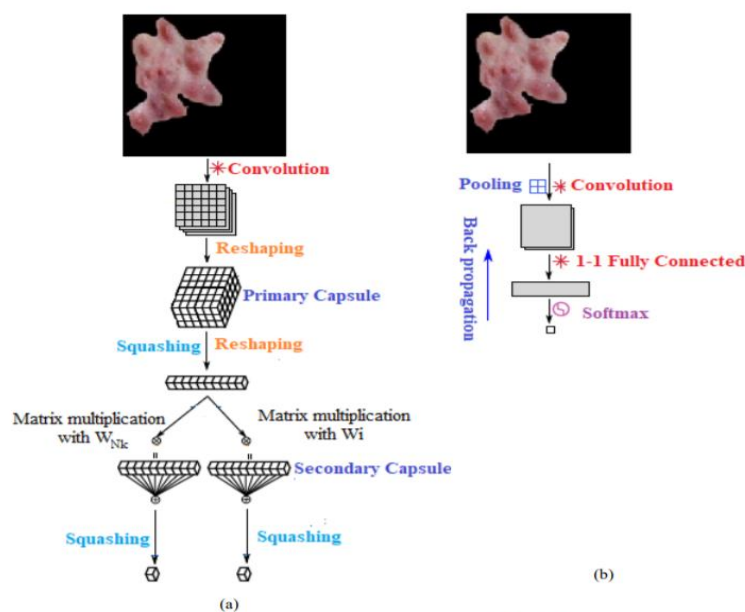 Convolution
Reshaping
Primary Capsule
Squashing Reshaping
Matrix multiplication
with W_Nk
Matrix multiplication
with Wi
Secondary Capsule
Squashing
Squashing
(a)
Pooling
Convolution
Back propagation
1-1 Fully Connected
Softmax
(b)